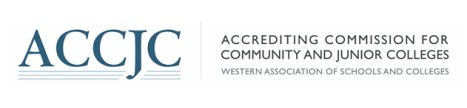 ACCJC
ACCREDITING COMMISSION FOR
COMMUNITY AND JUNIOR COLLEGES
WESTERN ASSOCIATION OF SCHOOLS AND COLLEGES